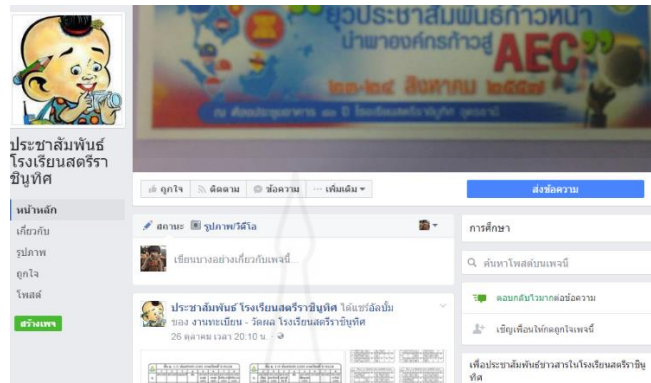 ยุวประชาสัมพันธ์ก้าวหน้า
นำพาองค์กรก้าวสู่ AEC”
๒๓-๒๔ สิงหาคม ๒๕๕๗
ประชาสัมพันธ์
โรงเรียนสตรีรา
ชินูทิศ
ถูกใจ
ติดตาม
ข้อความ
เพิ่มเติม
ส่งข้อความ
หน้าหลัก
เกี่ยวกับ
รูปภาพ
ถูกใจ
โพสต์
สร้างเพจ
สถานะ
รูปภาพ/วีดีโอ
เขียนบางอย่างเกี่ยวกับเพจนี้...
ประชาสัมพันธ์ โรงเรียนสตรีราชินูทิศ ได้แชร์อัลบั้ม
ของ งานทะเบียน - วัดผล โรงเรียนสตรีราชินูทิศ
26 ตุลาคม เวลา 20:10 น.
การศึกษา
ค้นหาโพสต์บนเพจนี้
ตอบกลับไวมากต่อข้อความ
เชิญเพื่อนให้กดถูกใจเพจนี้
เพื่อประชาสัมพันธ์ข่าวสารในโรงเรียนสตรีราชินู
ทิศ